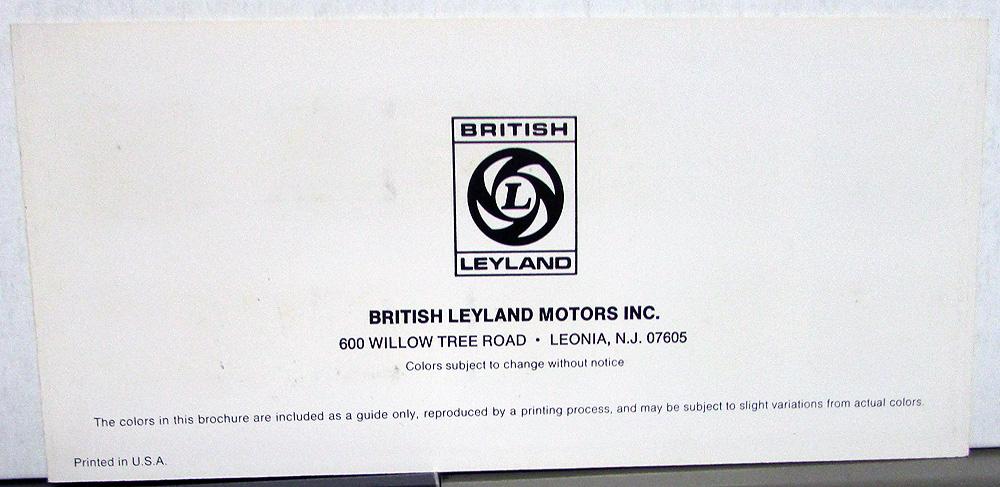 BRITISH
L
LEYLAND
BRITISH LEYLAND MOTORS INC.
600 WILLOW TREE ROAD • LEONIA, N.J. 07605
Colors subject to change without notice
The colors in this brochure are included as a guide only, reproduced by a printing process, and may be subject to slight variations from actual colors.
Printed in U.S.A.